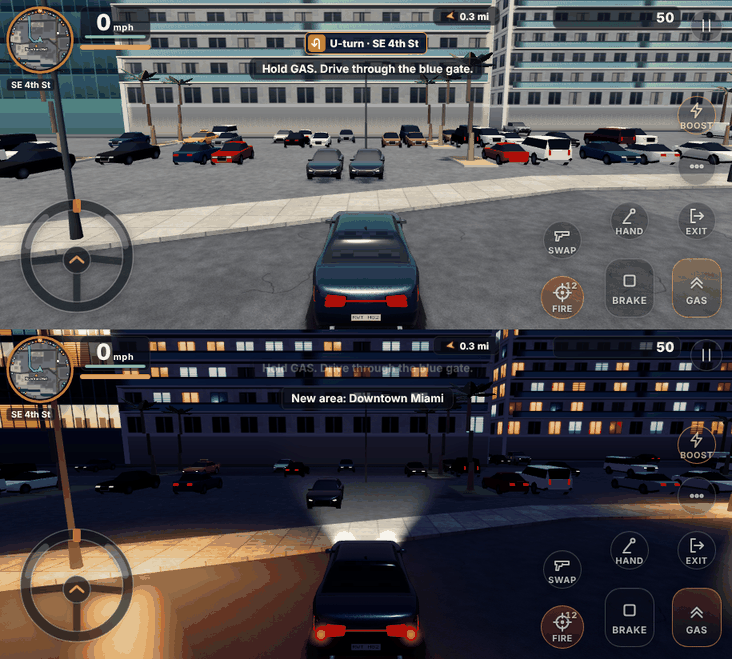 0 mph
0.3 mi
50
U-turn · SE 4th St
Hold GAS. Drive through the blue gate.
SE 4th St
BOOST
HAND
EXIT
SWAP
12
FIRE
BRAKE
GAS
0 mph
0.3 mi
50
Hold GAS. Drive through the blue gate.
New area: Downtown Miami
SE 4th St
BOOST
HAND
EXIT
SWAP
12
FIRE
BRAKE
GAS